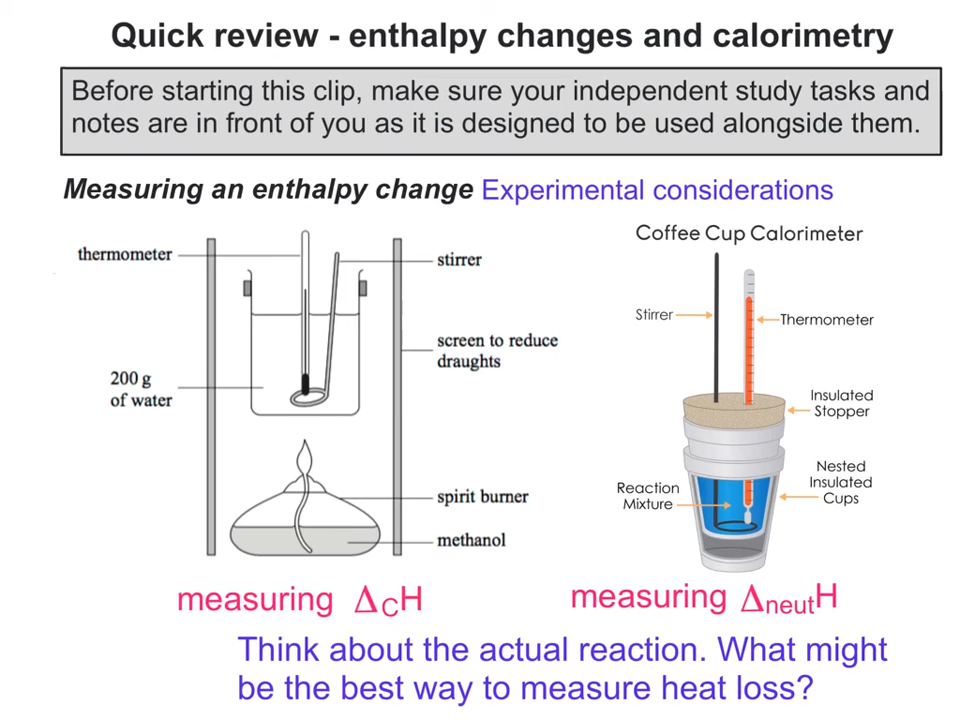 Quick review - enthalpy changes and calorimetry
Before starting this clip, make sure your independent study tasks and
notes are in front of you as it is designed to be used alongside them.
Measuring an enthalpy change Experimental considerations
thermometer
stirrer
screen to reduce
draughts
200 g
of water
spirit burner
methanol
Coffee Cup Calorimeter
Stirrer
Thermometer
Insulated
Stopper
Nested
Insulated
Cups
Reaction
Mixture
measuring ΔCH
measuring ΔneutH
Think about the actual reaction. What might
be the best way to measure heat loss?